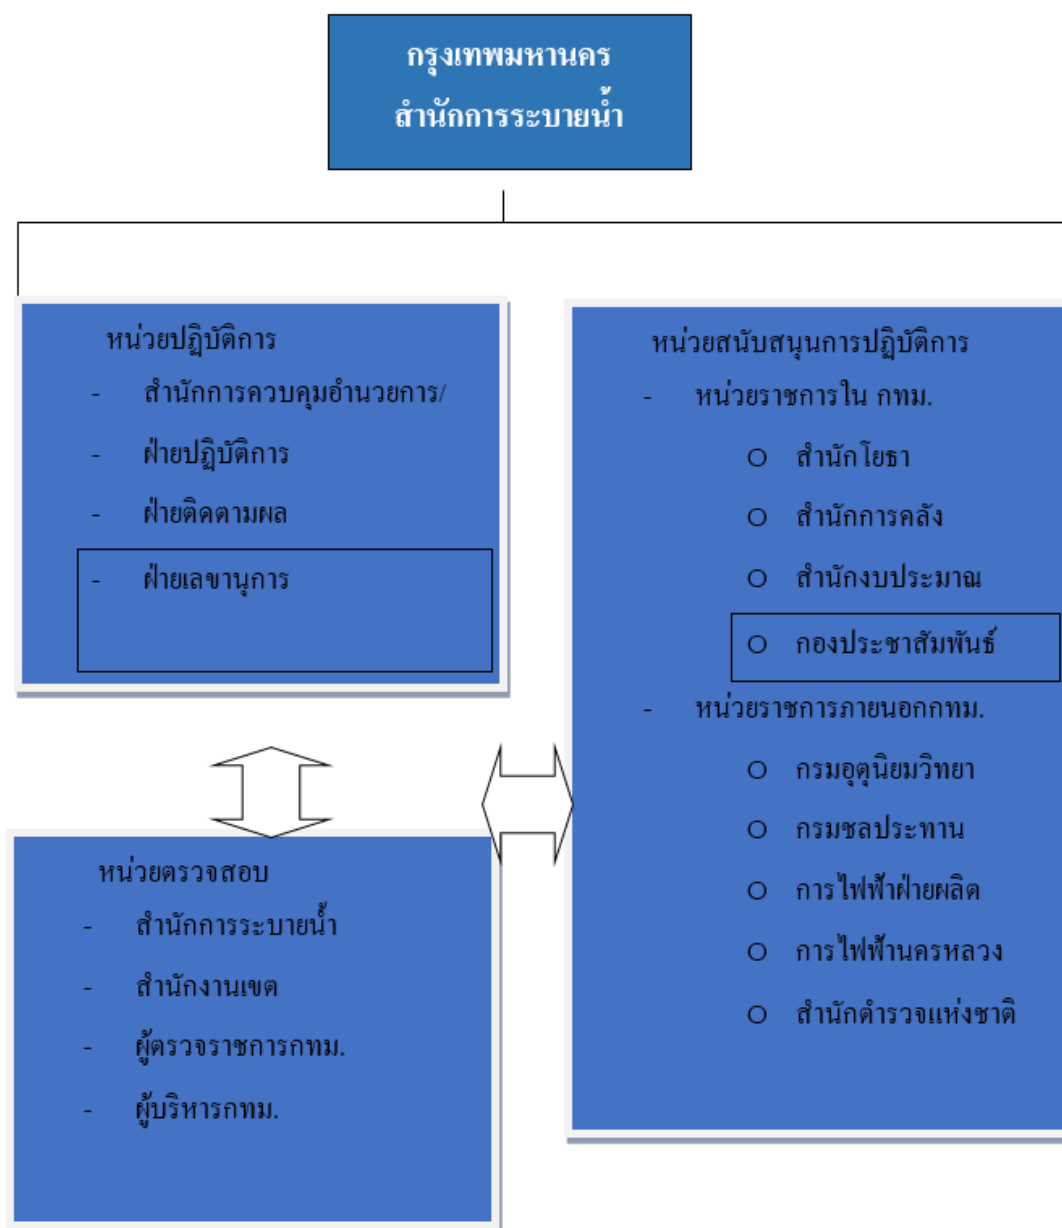 กรุงเทพมหานคร
สำนักการระบายน้ำ
หน่วยปฏิบัติการ
- สำนักการควบคุมอำนวยการ/
- ฝ่ายปฏิบัติการ
- ฝ่ายติดตามผล
- ฝ่ายเลขานุการ
หน่วยตรวจสอบ
- สำนักการระบายน้ำ
- สำนักงานเขต
- ผู้ตรวจราชการกทม.
- ผู้บริหารกทม.
หน่วยสนับสนุนการปฏิบัติการ
- หน่วยราชการใน กทม.
o สำนักโยธา
o สำนักการคลัง
o สำนักงบประมาณ
o กองประชาสัมพันธ์
- หน่วยราชการภายนอกกทม.
o กรมอุตุนิยมวิทยา
o กรมชลประทาน
o การไฟฟ้าฝ่ายผลิต
o การไฟฟ้านครหลวง
o สำนักตำรวจแห่งชาติ